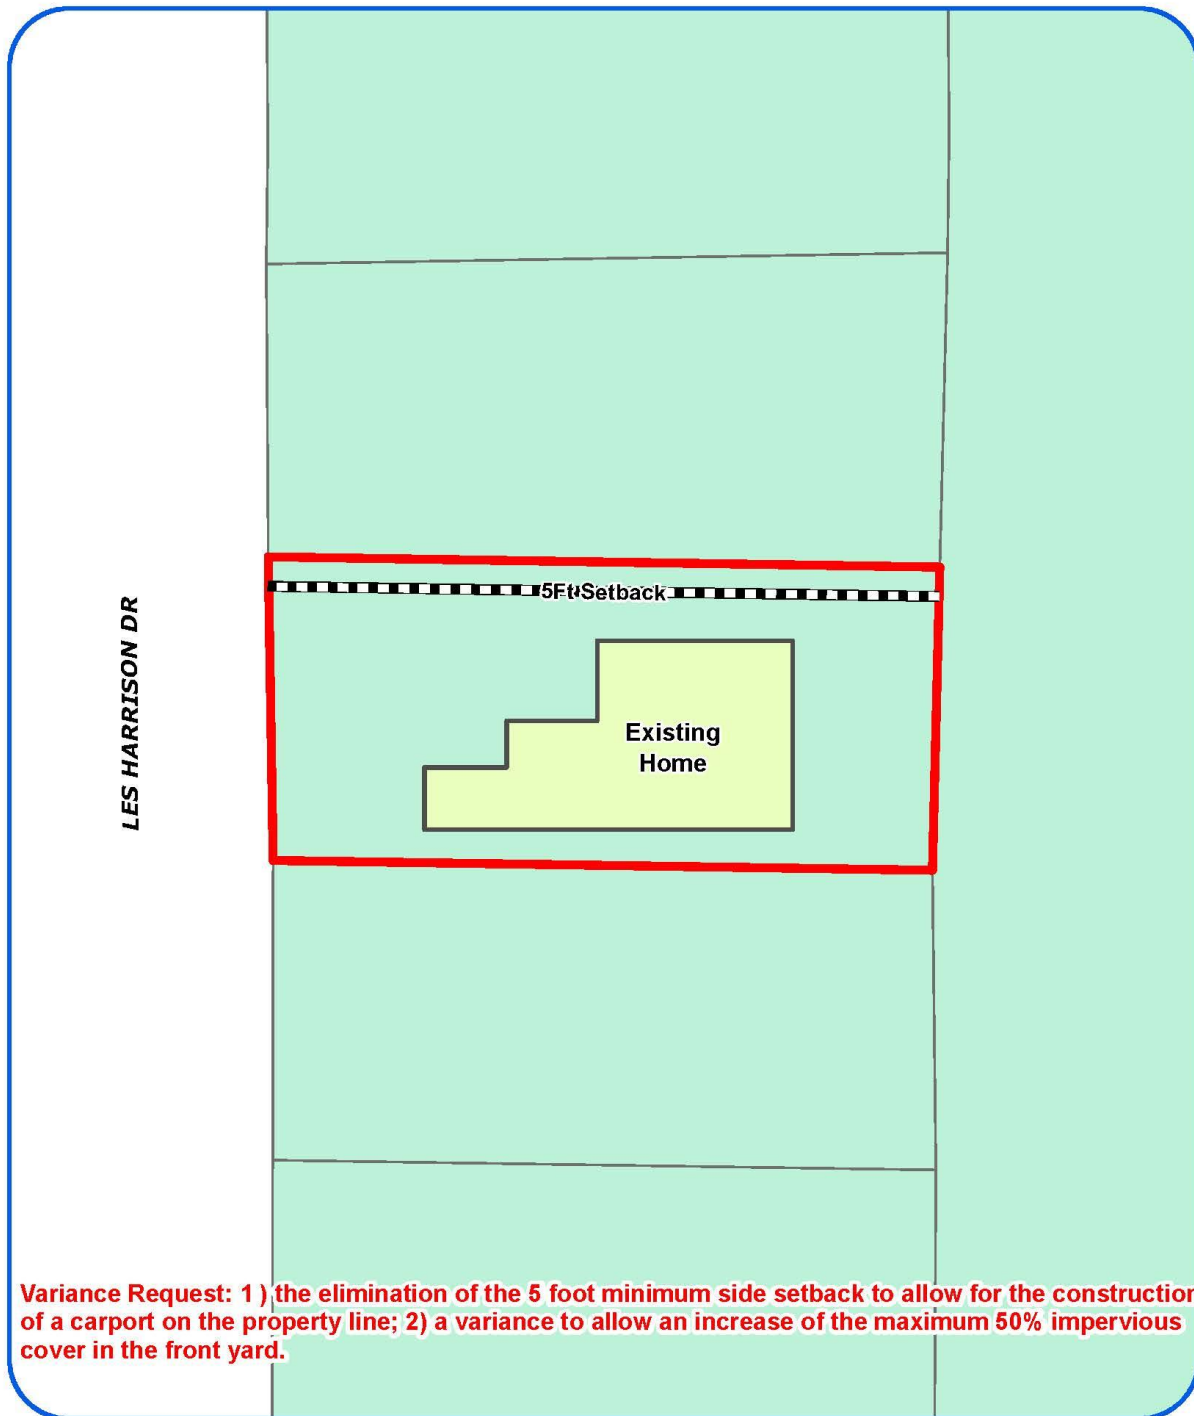 5Ft Setback
LES HARRISON DR
Existing
Home
Variance Request: 1 ) the elimination of the 5 foot minimum side setback to allow for the construction
of a carport on the property line; 2) a variance to allow an increase of the maximum 50% impervious
cover in the front yard.